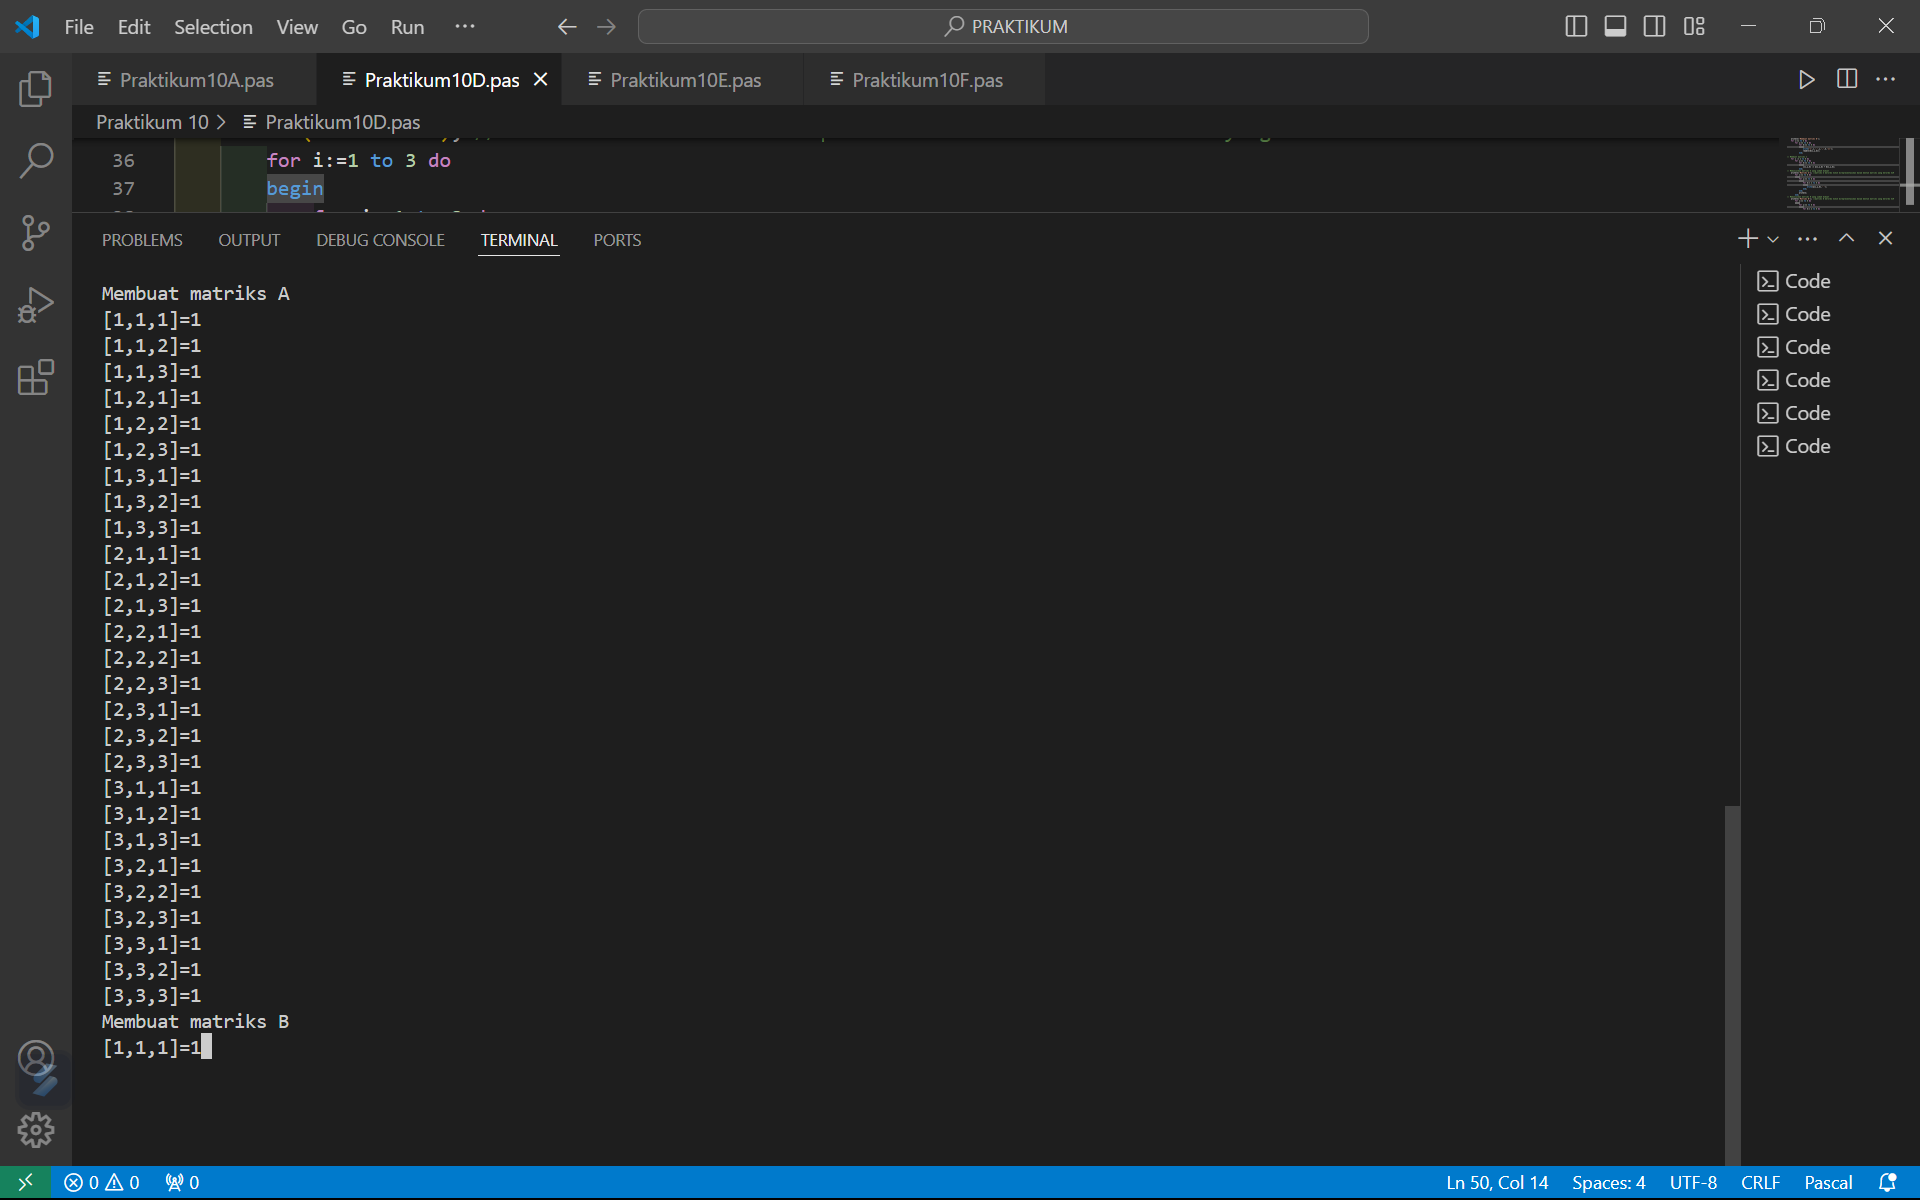 File Edit Selection View Go Run ··· PRAKTIKUM
Praktikum10A.pas Praktikum10D.pas Praktikum10E.pas Praktikum10F.pas
Praktikum 10 > Praktikum10D.pas
36 for i:=1 to 3 do
37 begin
PROBLEMS OUTPUT DEBUG CONSOLE TERMINAL PORTS
Membuat matriks A
[1,1,1]=1
[1,1,2]=1
[1,1,3]=1
[1,2,1]=1
[1,2,2]=1
[1,2,3]=1
[1,3,1]=1
[1,3,2]=1
[1,3,3]=1
[2,1,1]=1
[2,1,2]=1
[2,1,3]=1
[2,2,1]=1
[2,2,2]=1
[2,2,3]=1
[2,3,1]=1
[2,3,2]=1
[2,3,3]=1
[3,1,1]=1
[3,1,2]=1
[3,1,3]=1
[3,2,1]=1
[3,2,2]=1
[3,2,3]=1
[3,3,1]=1
[3,3,2]=1
[3,3,3]=1
Membuat matriks B
[1,1,1]=1
Code
Code
Code
Code
Code
Code
0 0 0 Ln 50, Col 14 Spaces: 4 UTF-8 CRLF Pascal